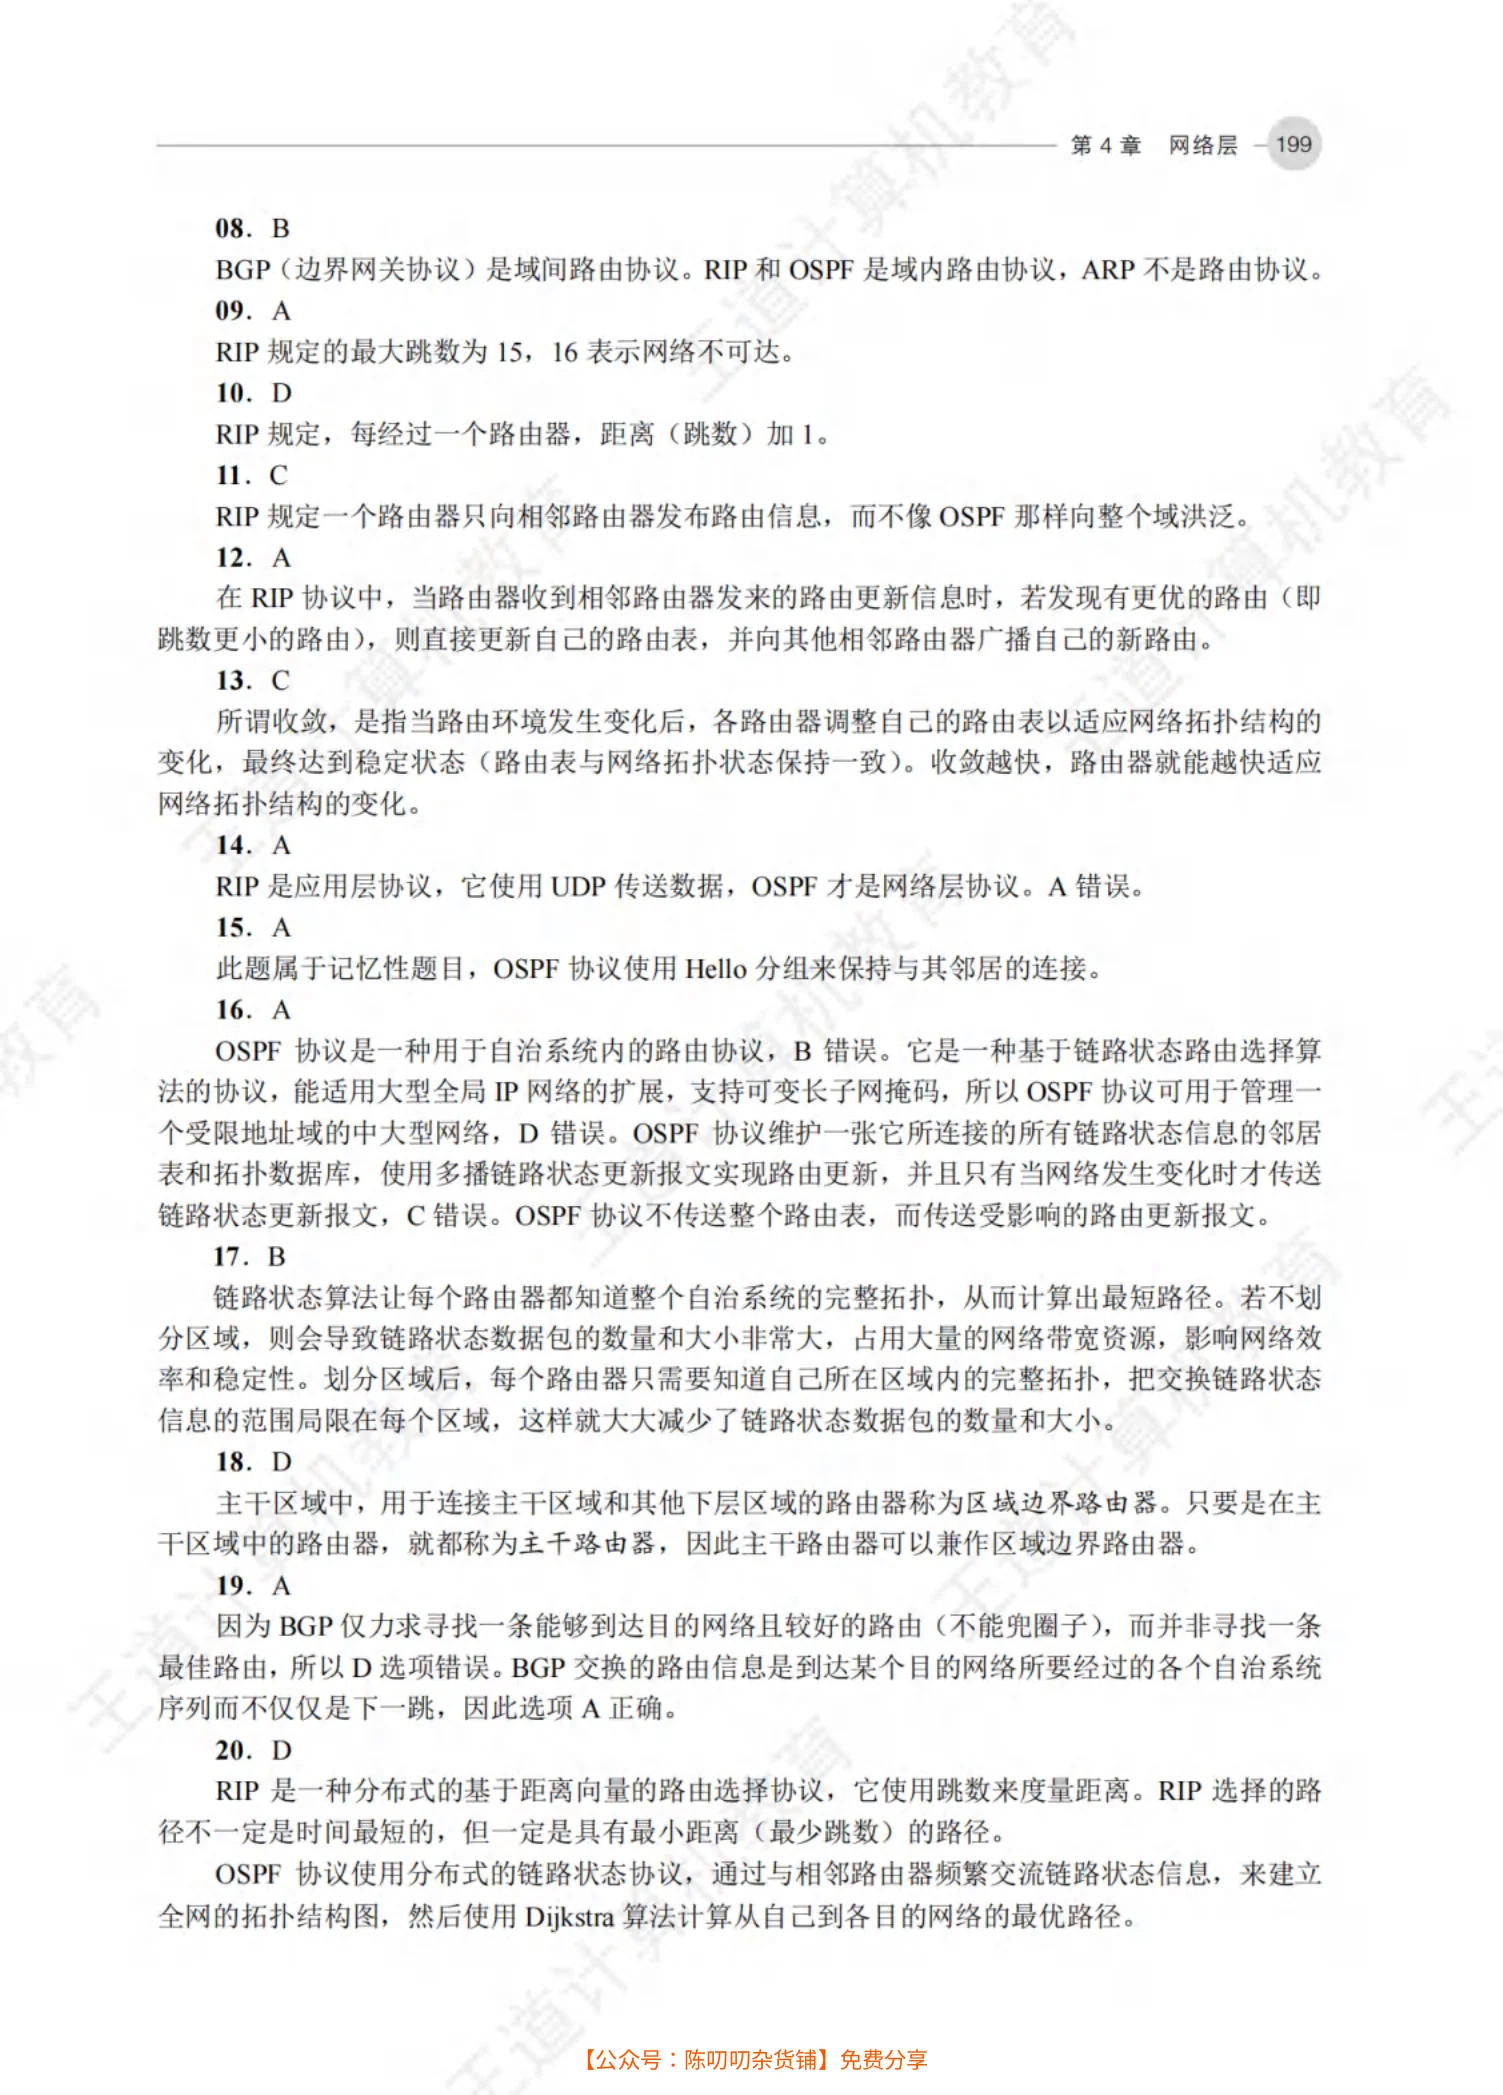 第 4 章 网络层 199
08． B
BGP（边界网关协议）是域间路由协议。RIP 和 OSPF 是域内路由协议，ARP 不是路由协议。
09． A
RIP 规定的最大跳数为 15，16 表示网络不可达。
10． D
RIP 规定，每经过一个路由器，距离（跳数）加 1。
11． C
RIP 规定一个路由器只向相邻路由器发布路由信息，而不像 OSPF 那样向整个域洪泛。
12． A
在 RIP 协议中，当路由器收到相邻路由器发来的路由更新信息时，若发现有更优的路由（即
跳数更小的路由），则直接更新自己的路由表，并向其他相邻路由器广播自己的新路由。
13． C
所谓收敛，是指当路由环境发生变化后，各路由器调整自己的路由表以适应网络拓扑结构的
变化，最终达到稳定状态（路由表与网络拓扑状态保持一致）。收敛越快，路由器就能越快适应
网络拓扑结构的变化。
14． A
RIP 是应用层协议，它使用 UDP 传送数据，OSPF 才是网络层协议。A 错误。
15． A
此题属于记忆性题目，OSPF 协议使用 Hello 分组来保持与其邻居的连接。
16． A
OSPF 协议是一种用于自治系统内的路由协议，B 错误。它是一种基于链路状态路由选择算
法的协议，能适用大型全局 IP 网络的扩展，支持可变长子网掩码，所以 OSPF 协议可用于管理一
个受限地址域的中大型网络，D 错误。OSPF 协议维护一张它所连接的所有链路状态信息的邻居
表和拓扑数据库，使用多播链路状态更新报文实现路由更新，并且只有当网络发生变化时才传送
链路状态更新报文，C 错误。OSPF 协议不传送整个路由表，而传送受影响的路由更新报文。
17． B
链路状态算法让每个路由器都知道整个自治系统的完整拓扑，从而计算出最短路径。若不划
分区域，则会导致链路状态数据包的数量和大小非常大，占用大量的网络带宽资源，影响网络效
率和稳定性。划分区域后，每个路由器只需要知道自己所在区域内的完整拓扑，把交换链路状态
信息的范围局限在每个区域，这样就大大减少了链路状态数据包的数量和大小。
18． D
主干区域中，用于连接主干区域和其他下层区域的路由器称为区域边界路由器。只要是在主
干区域中的路由器，就都称为主干路由器，因此主干路由器可以兼作区域边界路由器。
19． A
因为 BGP 仅力求寻找一条能够到达目的网络且较好的路由（不能兜圈子），而并非寻找一条
最佳路由，所以 D 选项错误。BGP 交换的路由信息是到达某个目的网络所要经过的各个自治系统
序列而不仅仅是下一跳，因此选项 A 正确。
20． D
RIP 是一种分布式的基于距离向量的路由选择协议，它使用跳数来度量距离。RIP 选择的路
径不一定是时间最短的，但一定是具有最小距离（最少跳数）的路径。
OSPF 协议使用分布式的链路状态协议，通过与相邻路由器频繁交流链路状态信息，来建立
全网的拓扑结构图，然后使用 Dijkstra 算法计算从自己到各目的网络的最优路径。
王道计算机教育
【公众号：陈叨叨杂货铺】免费分享